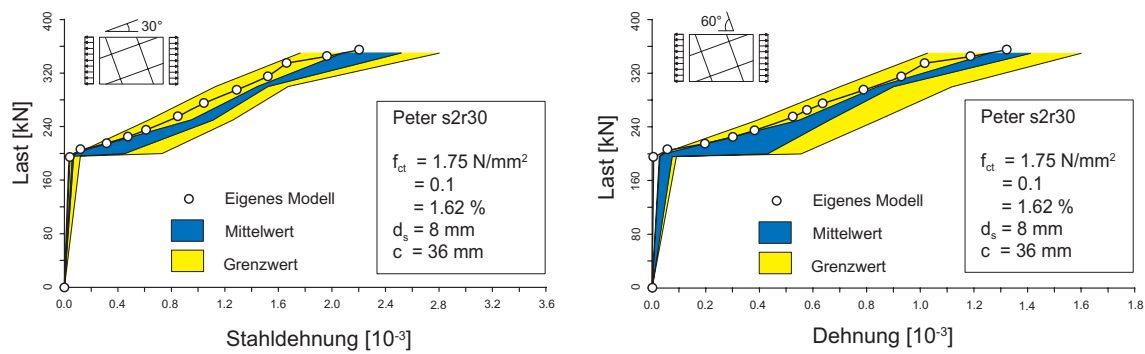 30°
Last [kN]
400
320
240
160
80
0
Peter s2r30
fct = 1.75 N/mm²
= 0.1
= 1.62 %
ds = 8 mm
c = 36 mm
Eigenes Modell
Mittelwert
Grenzwert
0.0 0.4 0.8 1.2 1.6 2.0 2.4 2.8 3.2 3.6
Stahldehnung [10⁻³]
60°
Last [kN]
400
320
240
160
80
0
Peter s2r30
fct = 1.75 N/mm²
= 0.1
= 1.62 %
ds = 8 mm
c = 36 mm
Eigenes Modell
Mittelwert
Grenzwert
0.0 0.2 0.4 0.6 0.8 1.0 1.2 1.4 1.6 1.8
Dehnung [10⁻³]